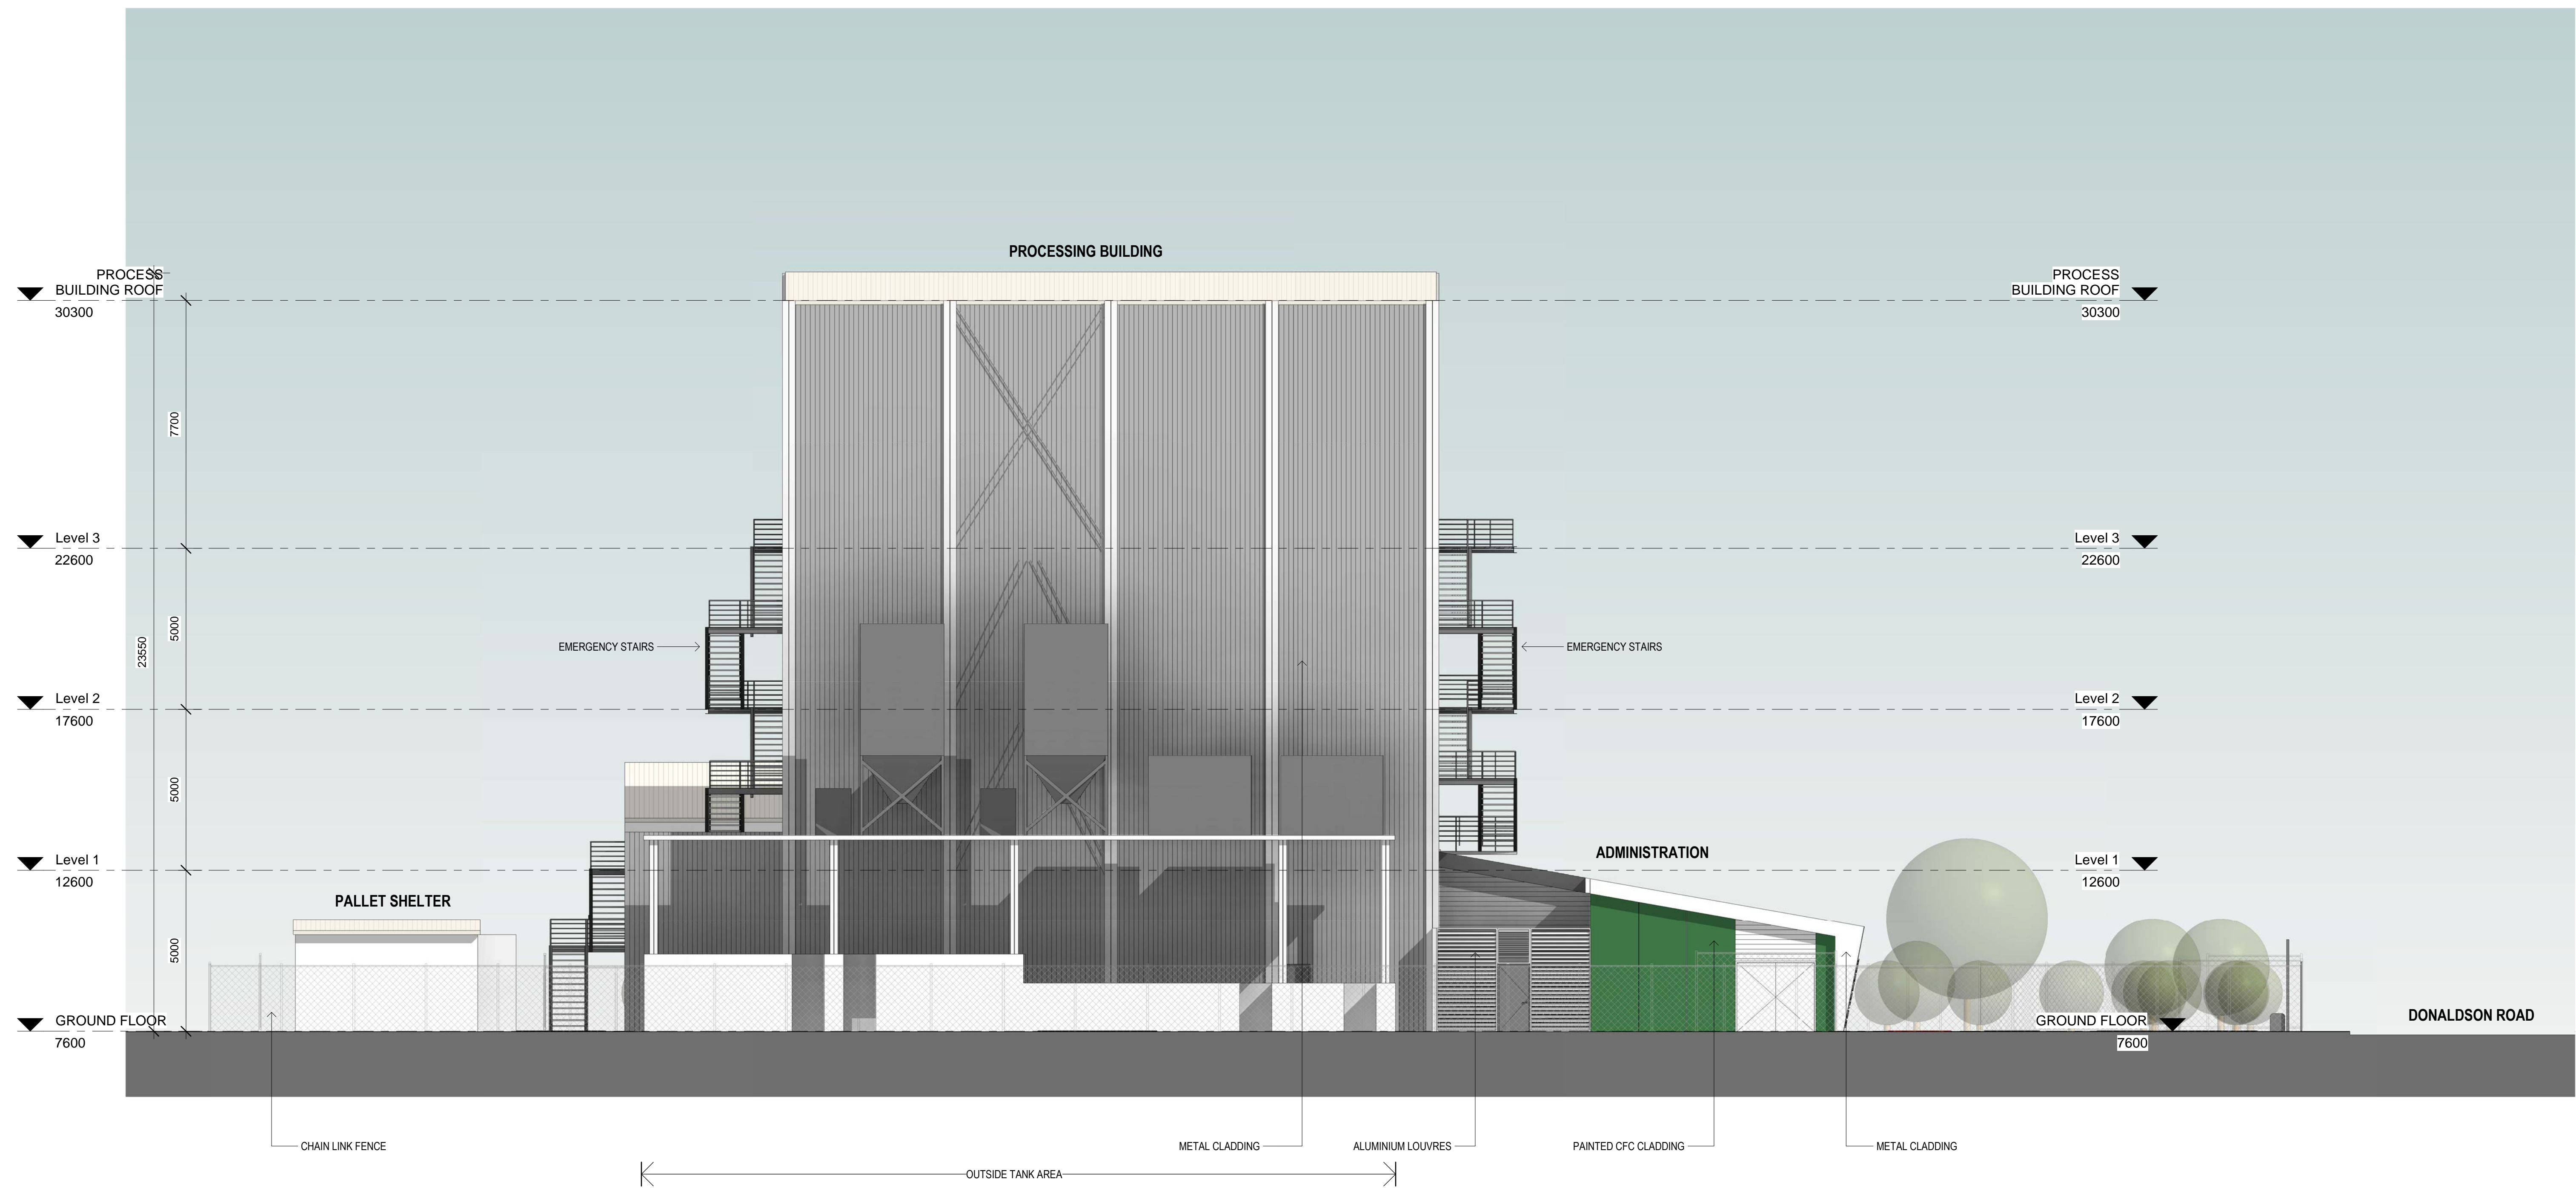 PROCESSING BUILDING
PROCESS
BUILDING ROOF
30300
PROCESS
BUILDING ROOF
30300
7700
Level 3
22600
Level 3
22600
5000
23550
EMERGENCY STAIRS
EMERGENCY STAIRS
Level 2
17600
Level 2
17600
5000
Level 1
12600
ADMINISTRATION
Level 1
12600
PALLET SHELTER
5000
GROUND FLOOR
7600
GROUND FLOOR
7600
DONALDSON ROAD
CHAIN LINK FENCE
METAL CLADDING
ALUMINIUM LOUVRES
PAINTED CFC CLADDING
METAL CLADDING
OUTSIDE TANK AREA